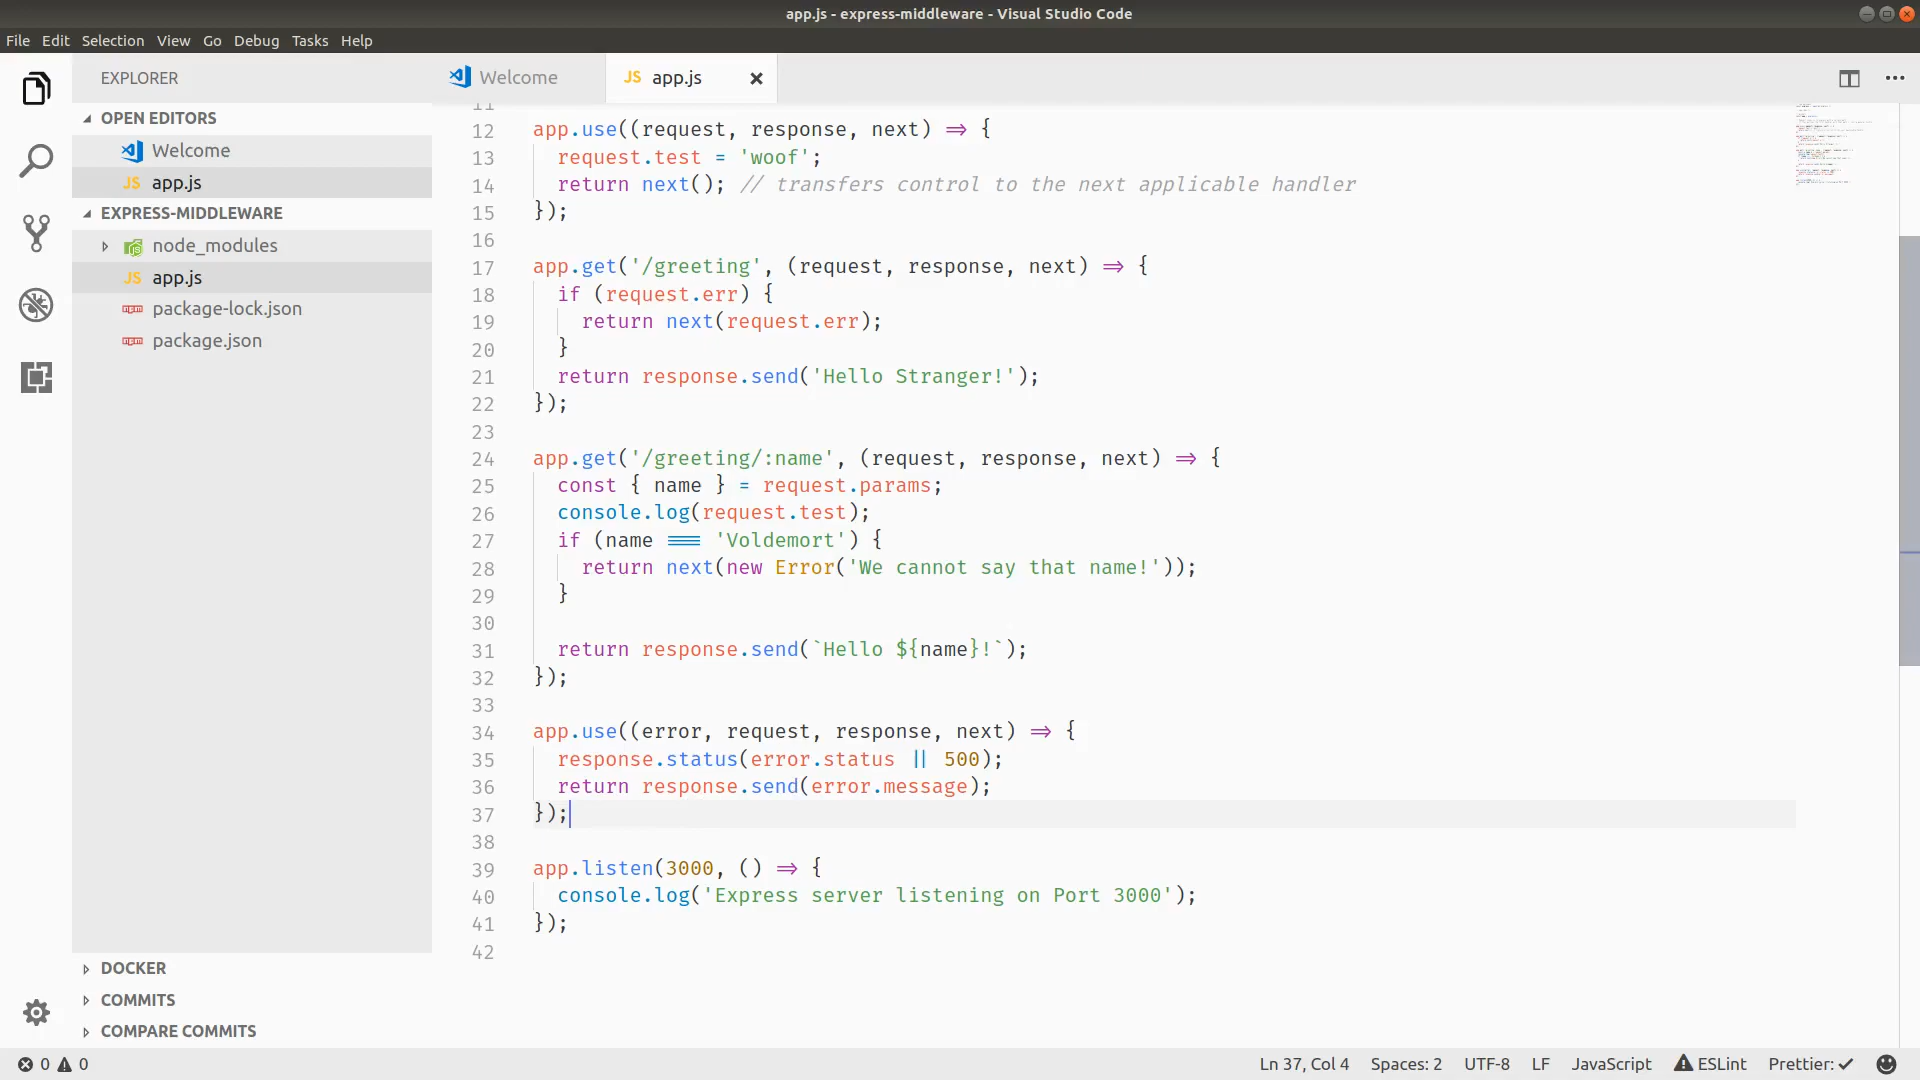 app.js - express-middleware - Visual Studio Code
File Edit Selection View Go Debug Tasks Help
EXPLORER
OPEN EDITORS
Welcome
JS app.js
EXPRESS-MIDDLEWARE
node_modules
JS app.js
npm package-lock.json
npm package.json
DOCKER
COMMITS
COMPARE COMMITS
Welcome JS app.js
11
12 app.use((request, response, next) => {
13 request.test = 'woof';
14 return next(); // transfers control to the next applicable handler
15 });
16
17 app.get('/greeting', (request, response, next) => {
18 if (request.err) {
19 return next(request.err);
20 }
21 return response.send('Hello Stranger!');
22 });
23
24 app.get('/greeting/:name', (request, response, next) => {
25 const { name } = request.params;
26 console.log(request.test);
27 if (name === 'Voldemort') {
28 return next(new Error('We cannot say that name!'));
29 }
30
31 return response.send(`Hello ${name}!`);
32 });
33
34 app.use((error, request, response, next) => {
35 response.status(error.status || 500);
36 return response.send(error.message);
37 });
38
39 app.listen(3000, () => {
40 console.log('Express server listening on Port 3000');
41 });
42
0 0 Ln 37, Col 4 Spaces: 2 UTF-8 LF JavaScript ESLint Prettier: ✓